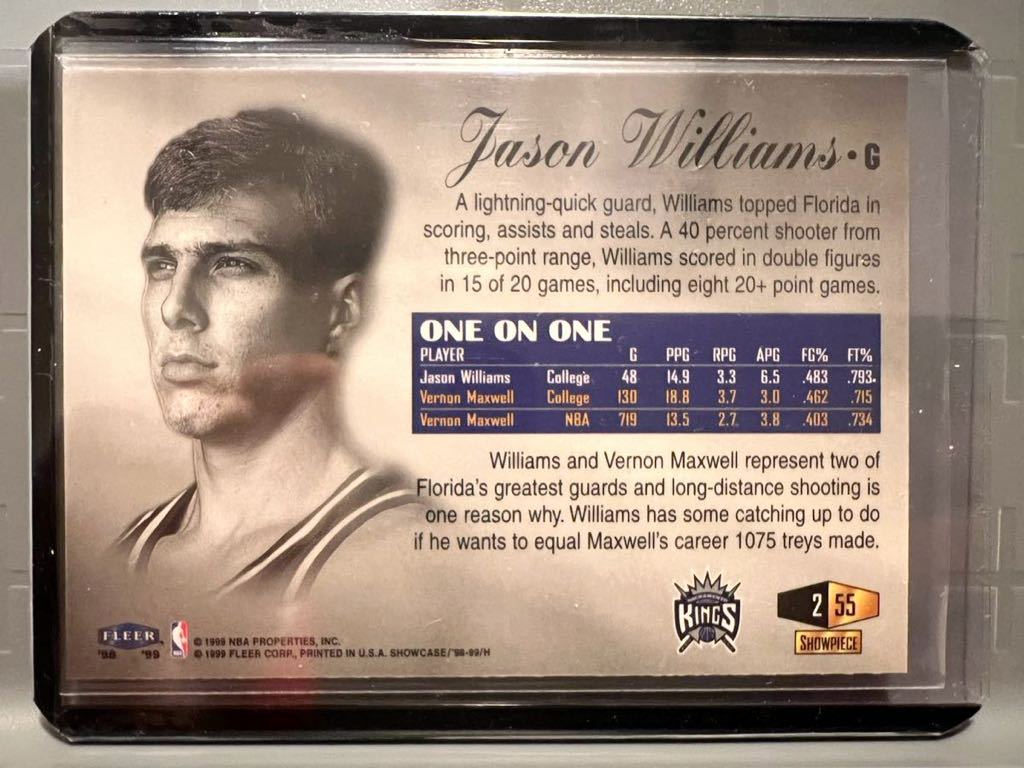 Jason Williams • G
A lightning-quick guard, Williams topped Florida in
scoring, assists and steals. A 40 percent shooter from
three-point range, Williams scored in double figures
in 15 of 20 games, including eight 20+ point games.
ONE ON ONE
PLAYER G PPG RPG APG FG% FT%
Jason Williams College 48 14.9 3.3 6.5 .483 .793
Vernon Maxwell College 130 18.8 3.7 3.0 .462 .715
Vernon Maxwell NBA 719 13.5 2.7 3.8 .403 .734
Williams and Vernon Maxwell represent two of
Florida's greatest guards and long-distance shooting is
one reason why. Williams has some catching up to do
if he wants to equal Maxwell's career 1075 treys made.
KINGS
2 55
SHOWPIECE
FLEER
'98 '99
© 1999 NBA PROPERTIES, INC.
© 1999 FLEER CORP., PRINTED IN U.S.A. SHOWCASE/'98-99/H